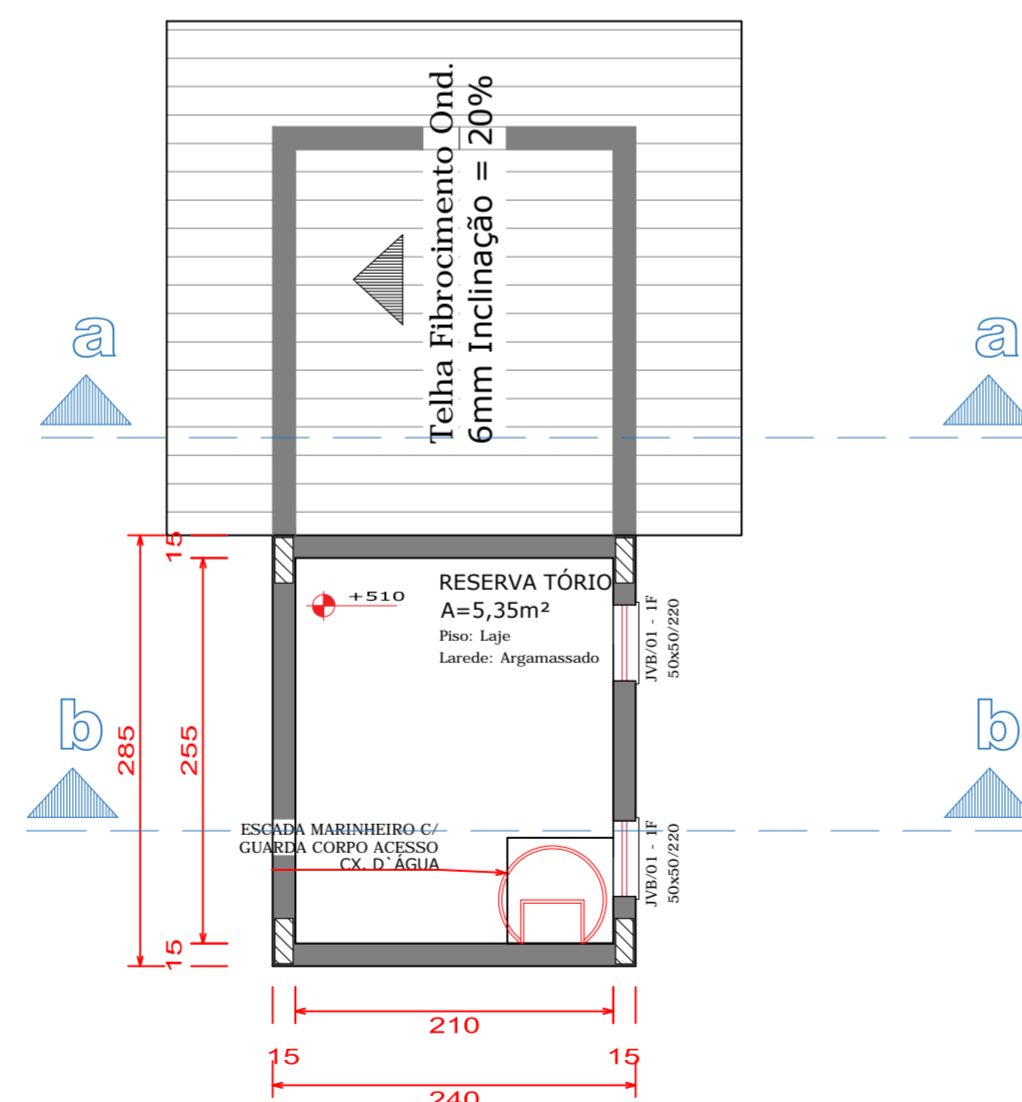 Telha Fibrocimento Ond.
6mm Inclinação = 20%
a
a
15
+510
RESERVA TÓRIO
A=5,35m²
Piso: Laje
Larede: Argamassado
JVB/01 - 1F
50x50/220
b
b
285
255
ESCADA MARINHEIRO C/
GUARDA CORPO ACESSO
CX. D`ÁGUA
JVB/01 - 1F
50x50/220
15
210
15
15
240